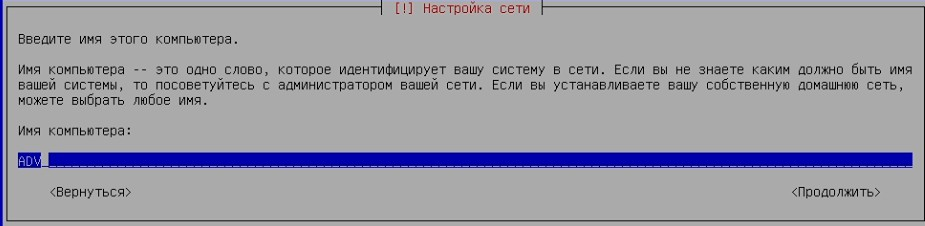 [!] Настройка сети
Введите имя этого компьютера.
Имя компьютера -- это одно слово, которое идентифицирует вашу систему в сети. Если вы не знаете каким должно быть имя
вашей системы, то посоветуйтесь с администратором вашей сети. Если вы устанавливаете вашу собственную домашнюю сеть,
можете выбрать любое имя.
Имя компьютера:
ADV
<Вернуться> <Продолжить>